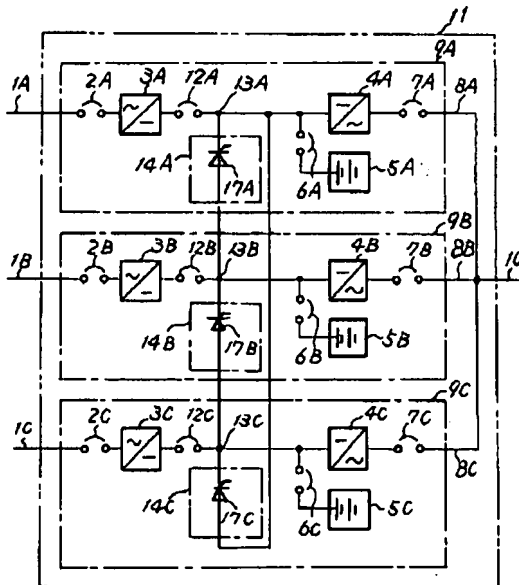 11
9A
1A 2A 3A 12A 13A 4A 7A 8A
14A 17A 6A 5A
9B
1B 2B 3B 12B 13B 4B 7B 8B 10
14B 17B 6B 5B
9C
1C 2C 3C 12C 13C 4C 7C 8C
14C 17C 6C 5C